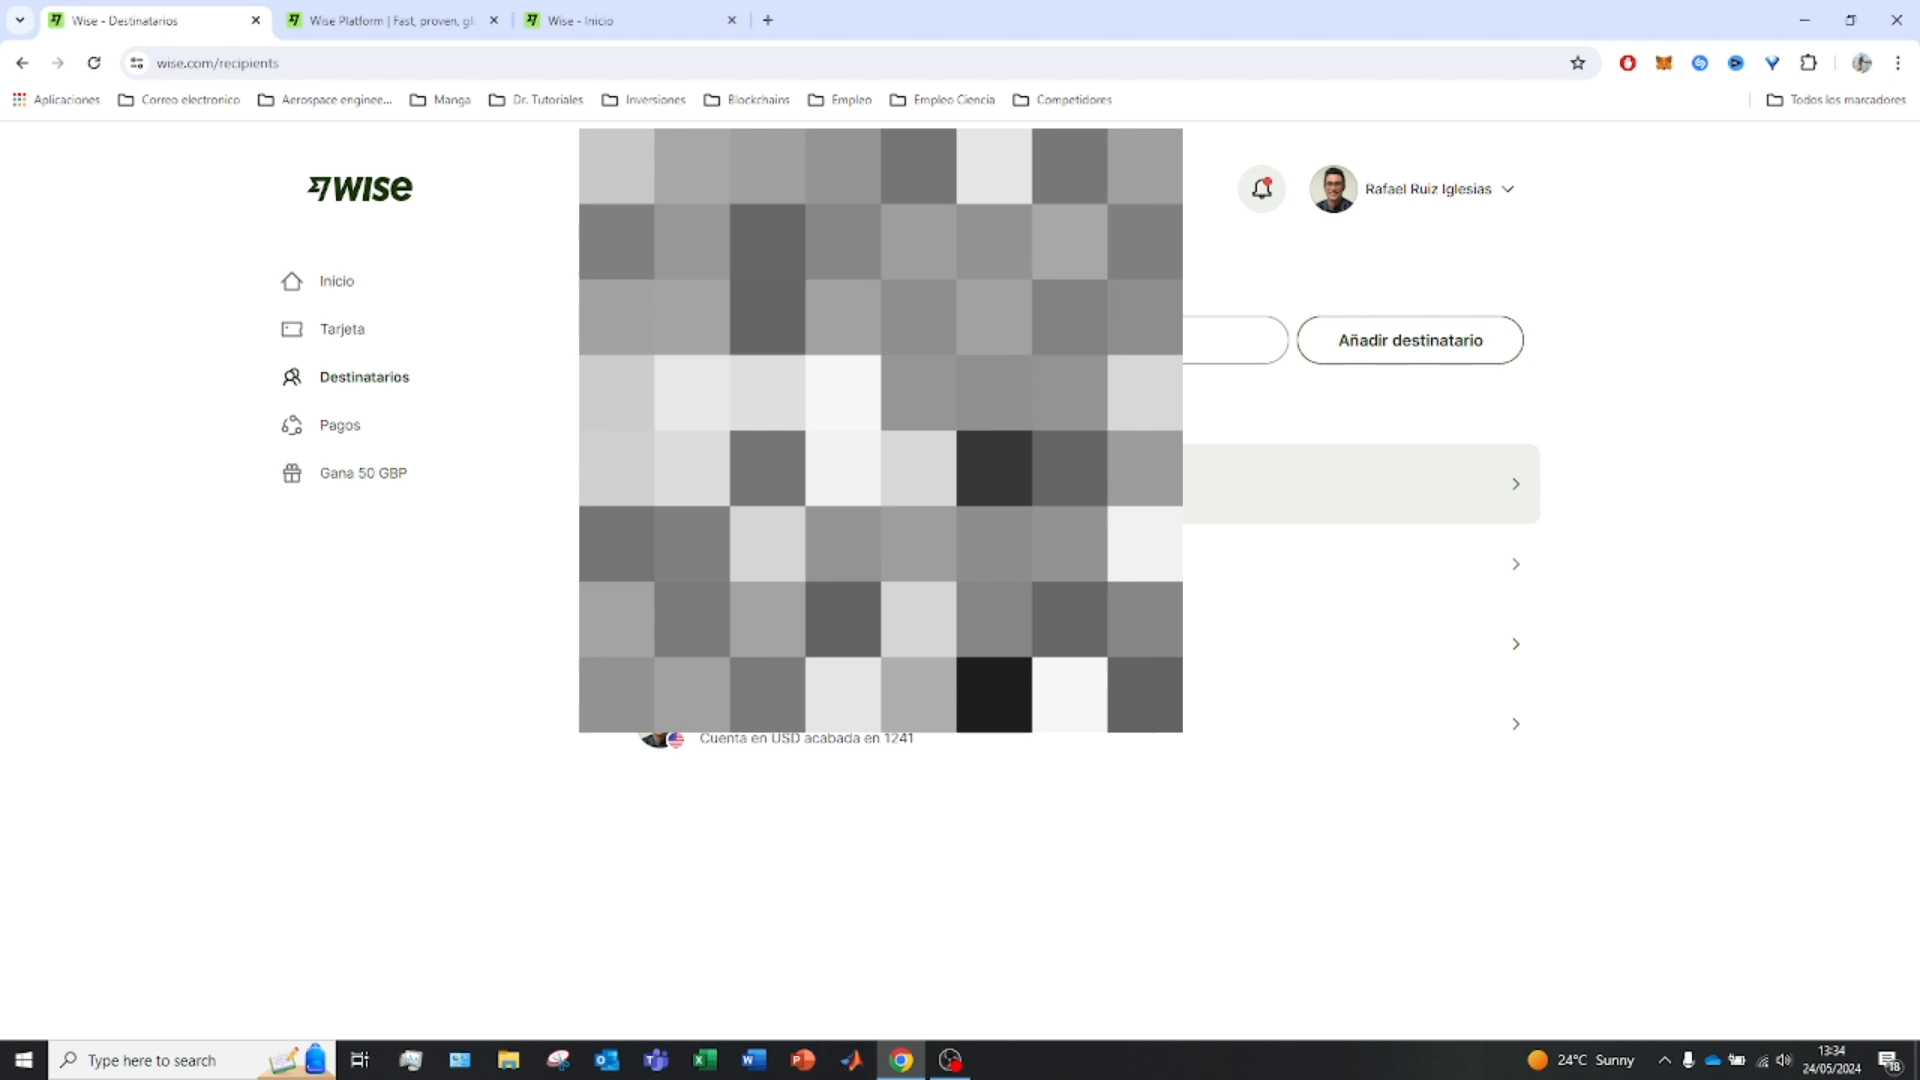 Wise - Destinatarios
Wise Platform | Fast, proven, gl
Wise - Inicio
wise.com/recipients
Aplicaciones
Correo electronico
Aerospace enginee...
Manga
Dr. Tutoriales
Inversiones
Blockchains
Empleo
Empleo Ciencia
Competidores
Todos los marcadores
WISE
Rafael Ruiz Iglesias
Inicio
Tarjeta
Añadir destinatario
Destinatarios
Pagos
Gana 50 GBP
Cuenta en USD acabada en 1241
Type here to search
24°C Sunny
13:34
24/05/2024
18